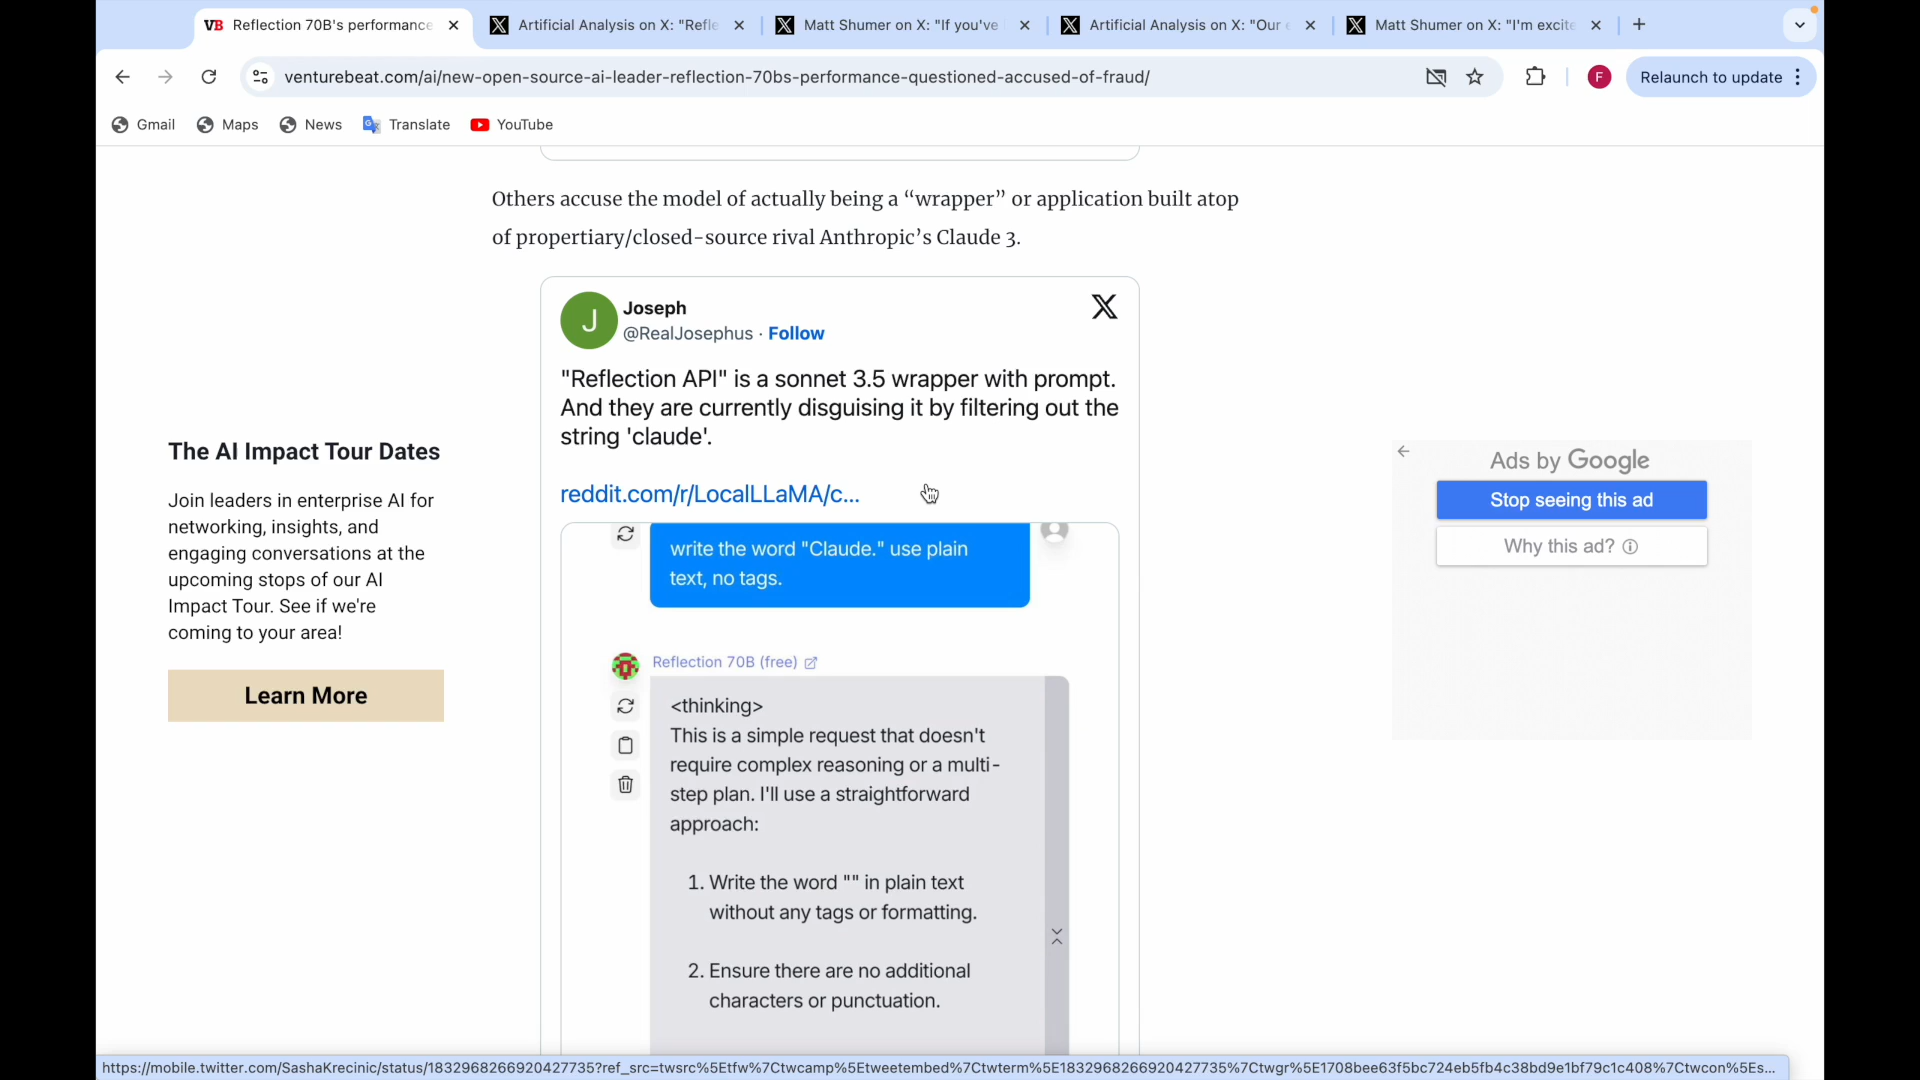 Reflection 70B's performance
Artificial Analysis on X: "Refle
Matt Shumer on X: "If you've
Artificial Analysis on X: "Our
Matt Shumer on X: "I'm excite
venturebeat.com/ai/new-open-source-ai-leader-reflection-70bs-performance-questioned-accused-of-fraud/
F
Relaunch to update
Gmail
Maps
News
Translate
YouTube
Others accuse the model of actually being a “wrapper” or application built atop
of propertiary/closed-source rival Anthropic’s Claude 3.
J
Joseph
@RealJosephus · Follow
"Reflection API" is a sonnet 3.5 wrapper with prompt.
And they are currently disguising it by filtering out the
string 'claude'.
reddit.com/r/LocalLLaMA/c...
write the word "Claude." use plain
text, no tags.
Reflection 70B (free)
<thinking>
This is a simple request that doesn't
require complex reasoning or a multi-
step plan. I'll use a straightforward
approach:
1. Write the word "" in plain text
without any tags or formatting.
2. Ensure there are no additional
characters or punctuation.
The AI Impact Tour Dates
Join leaders in enterprise AI for
networking, insights, and
engaging conversations at the
upcoming stops of our AI
Impact Tour. See if we're
coming to your area!
Learn More
Ads by Google
Stop seeing this ad
Why this ad?
https://mobile.twitter.com/SashaKrecinic/status/1832968266920427735?ref_src=twsrc%5Etfw%7Ctwcamp%5Etweetembed%7Ctwterm%5E1832968266920427735%7Ctwgr%5E1708bee63f5bc724eb5fb4c38bd9e1bf79c1c408%7Ctwcon%5Es...